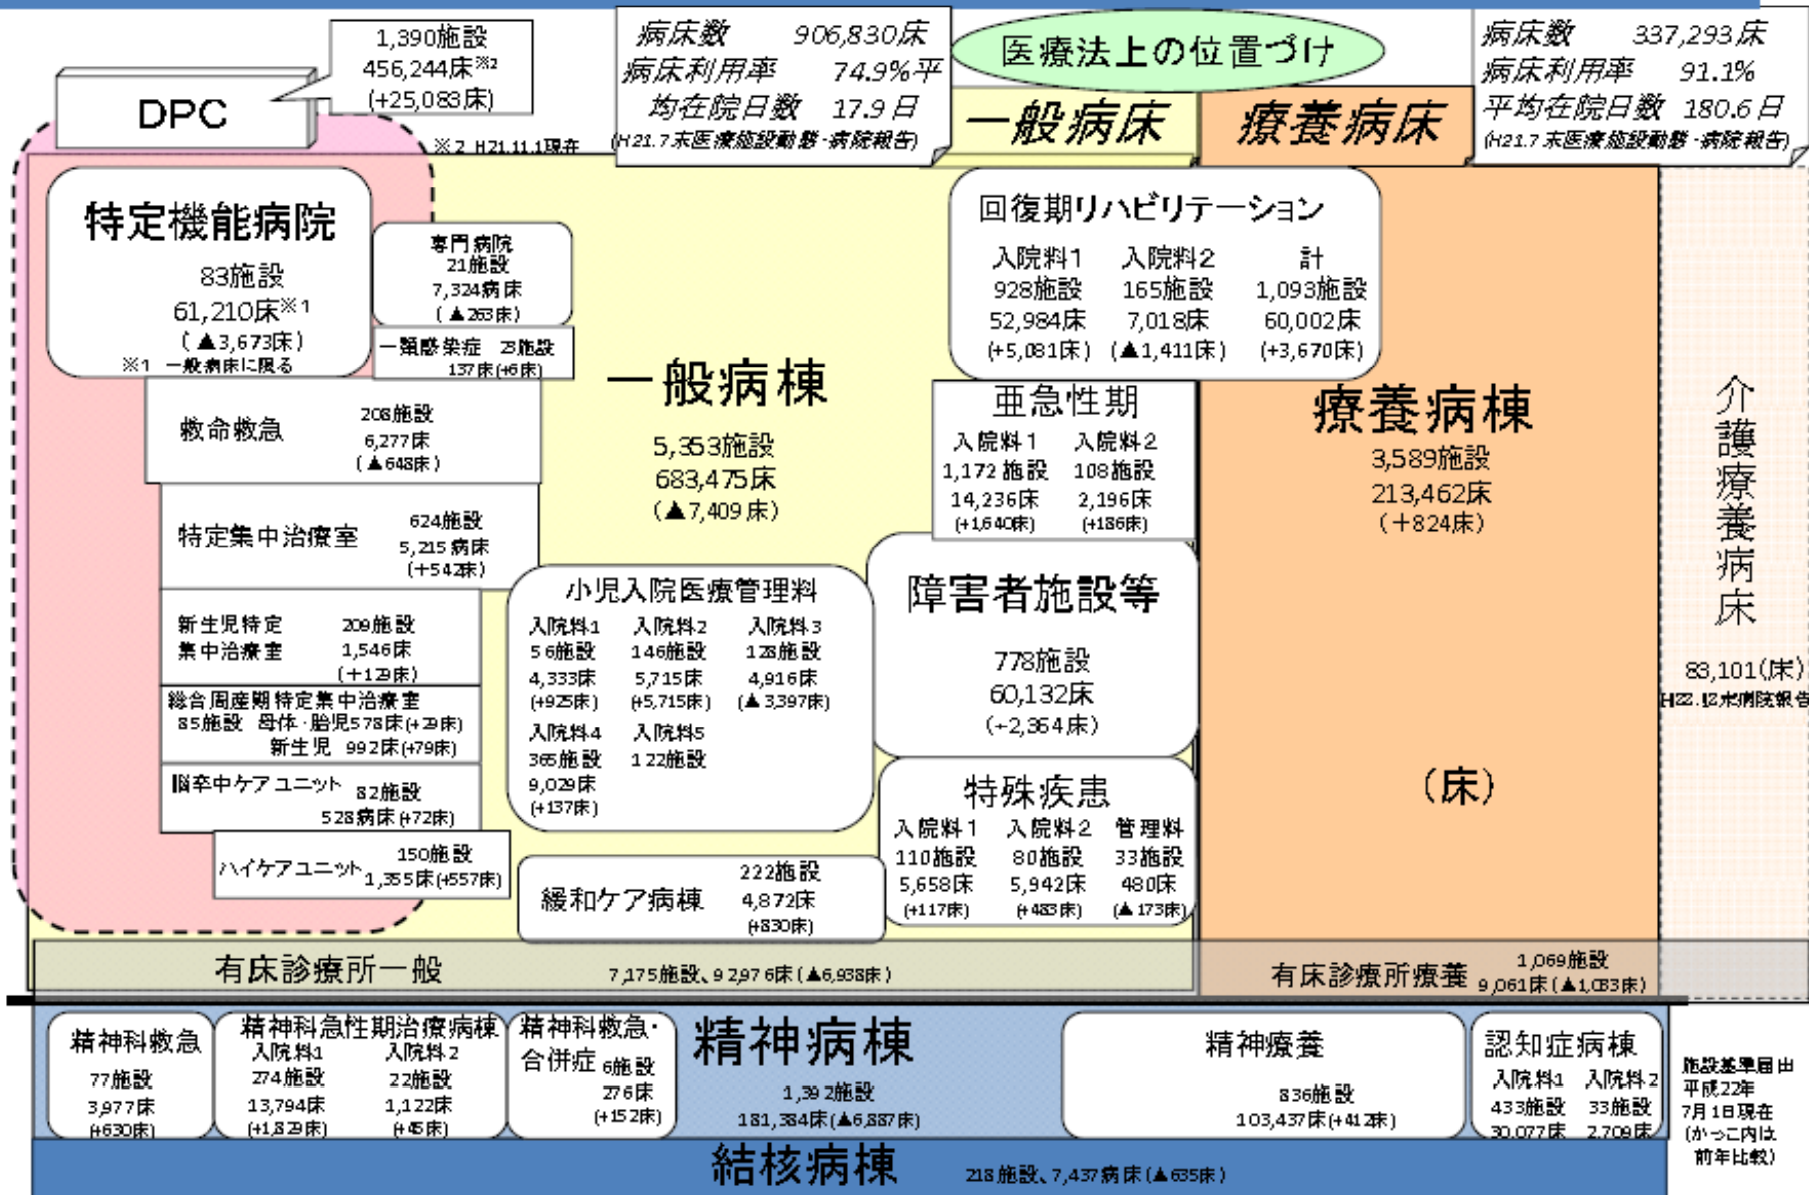 1,390施設
456,244床※2
(+25,083床)
DPC
※2 H21.11.1現在
病床数 906,830床
病床利用率 74.9%平
均在院日数 17.9日
(H21.7末医療施設動態・病院報告)
医療法上の位置づけ
一般病床
療養病床
病床数 337,293床
病床利用率 91.1%
平均在院日数 180.6日
(H21.7末医療施設動態・病院報告)
特定機能病院
83施設
61,210床※1
(▲3,673床)
※1 一般病床に限る
専門病院
21施設
7,324病床
(▲263床)
一類感染症 23施設
137床(+6床)
救命救急
208施設
6,277床
(▲648床)
特定集中治療室
624施設
5,215病床
(+542床)
新生児特定
集中治療室
209施設
1,546床
(+129床)
総合周産期特定集中治療室
85施設 母体・胎児578床(+29床)
新生児 992床(+79床)
脳卒中ケアユニット
82施設
528病床(+72床)
ハイケアユニット
150施設
1,355床(+557床)
一般病棟
5,353施設
683,475床
(▲7,409床)
小児入院医療管理料
入院料1 入院料2 入院料3
56施設 146施設 128施設
4,333床 5,715床 4,916床
(+925床) (+5,715床) (▲3,397床)
入院料4 入院料5
365施設 122施設
9,029床
(+137床)
緩和ケア病棟
222施設
4,872床
(+830床)
回復期リハビリテーション
入院料1 入院料2 計
928施設 165施設 1,093施設
52,984床 7,018床 60,002床
(+5,081床) (▲1,411床) (+3,670床)
亜急性期
入院料1 入院料2
1,172施設 108施設
14,236床 2,196床
(+1,640床) (+186床)
障害者施設等
778施設
60,132床
(+2,364床)
特殊疾患
入院料1 入院料2 管理料
110施設 80施設 33施設
5,658床 5,942床 480床
(+117床) (+483床) (▲173床)
療養病棟
3,589施設
213,462床
(+824床)
(床)
介護療養病床
83,101(床)
H22.12末病院報告
有床診療所一般 7,175施設、92,976床(▲6,938床)
有床診療所療養
1,069施設
9,061床(▲1,033床)
精神科救急
77施設
3,977床
(+630床)
精神科急性期治療病棟
入院料1 入院料2
274施設 22施設
13,794床 1,122床
(+1,829床) (+45床)
精神科救急・
合併症 6施設
276床
(+152床)
精神病棟
1,392施設
181,384床(▲6,887床)
精神療養
836施設
103,437床(+412床)
認知症病棟
入院料1 入院料2
433施設 33施設
30,077床 2,709床
施設基準届出
平成22年
7月1日現在
(かっこ内は
前年比較)
結核病棟 218施設、7,437病床(▲635床)